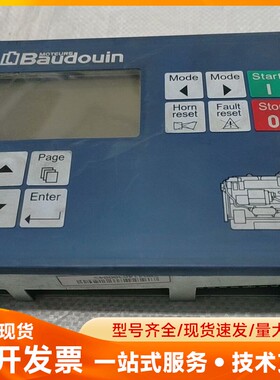 MOTEURS
Baudouin
Mode
Mode
Start
I
Horn
reset
Fault
reset
Sto
0
Page
Enter
现货
型号齐全/现货速发/量大
开发票
一站式服务·技术